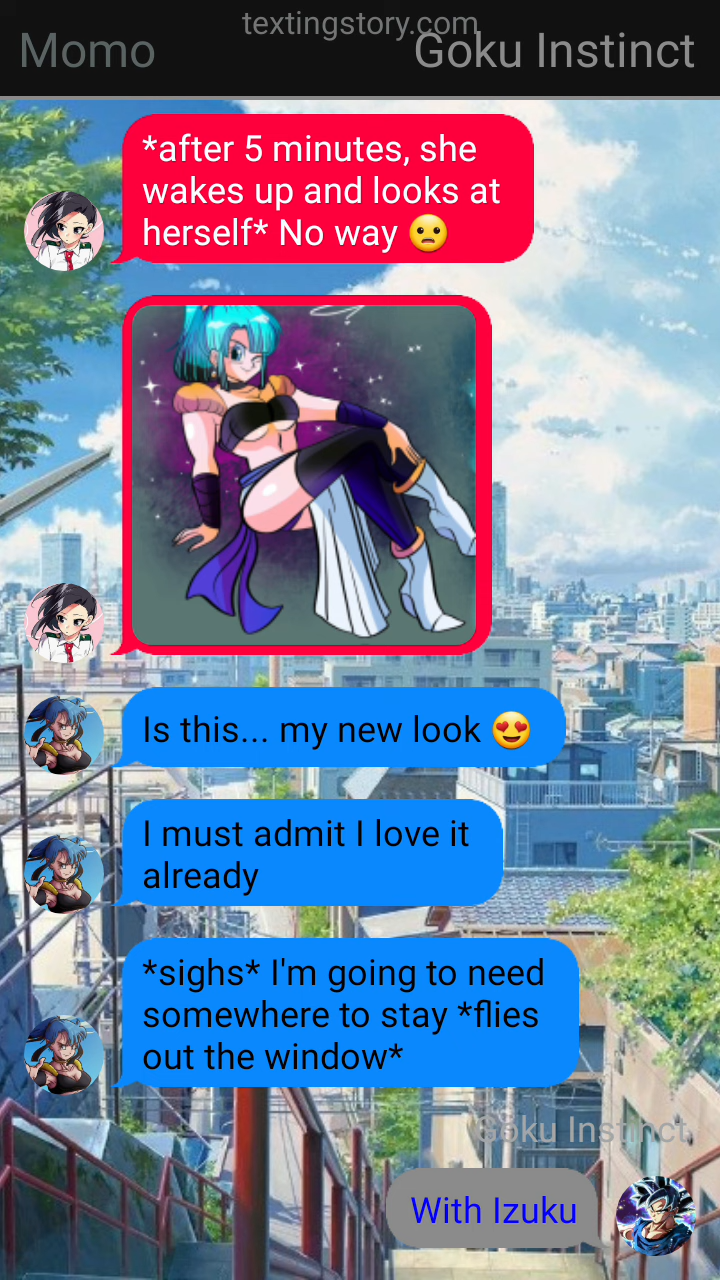 textingstory.com
Momo
Goku Instinct
*after 5 minutes, she
wakes up and looks at
herself* No way 😦
Is this... my new look 😍
I must admit I love it
already
*sighs* I'm going to need
somewhere to stay *flies
out the window*
Goku Instinct
With Izuku